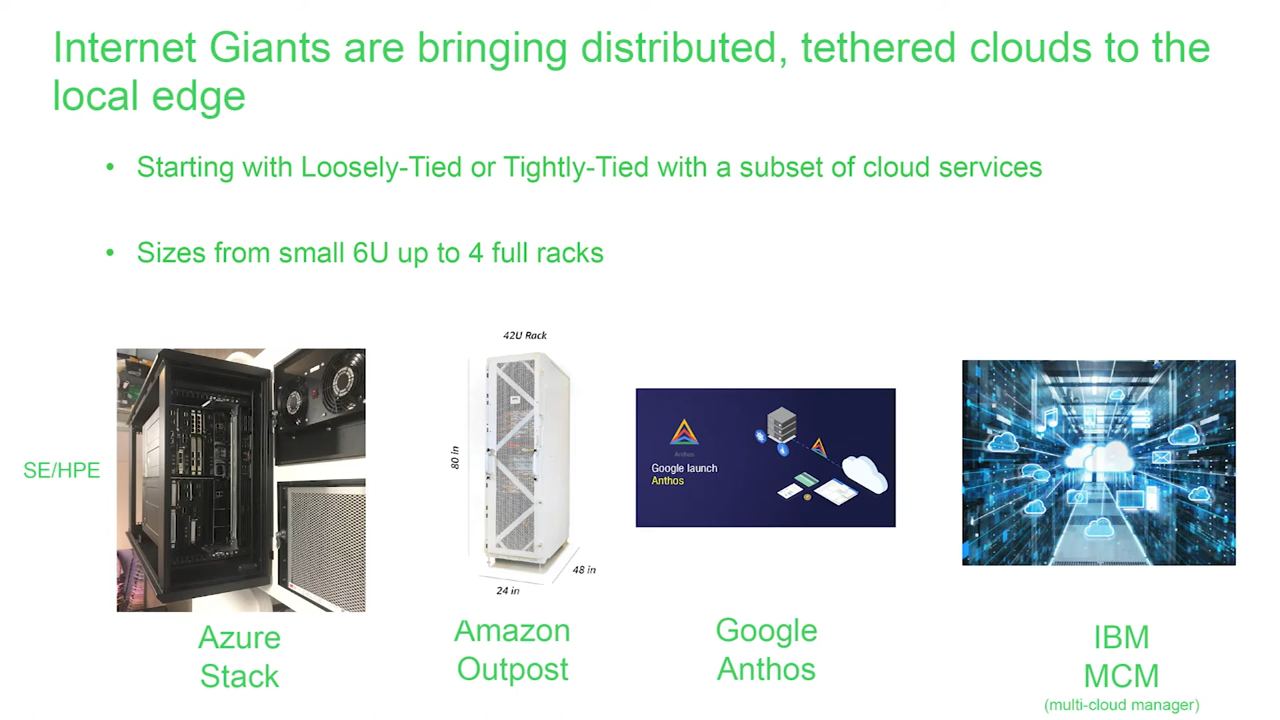 Internet Giants are bringing distributed, tethered clouds to the
local edge
• Starting with Loosely-Tied or Tightly-Tied with a subset of cloud services
• Sizes from small 6U up to 4 full racks
SE/HPE
42U Rack
80 in
48 in
24 in
Anthos
Google launch
Anthos
Azure
Stack
Amazon
Outpost
Google
Anthos
IBM
MCM
(multi-cloud manager)